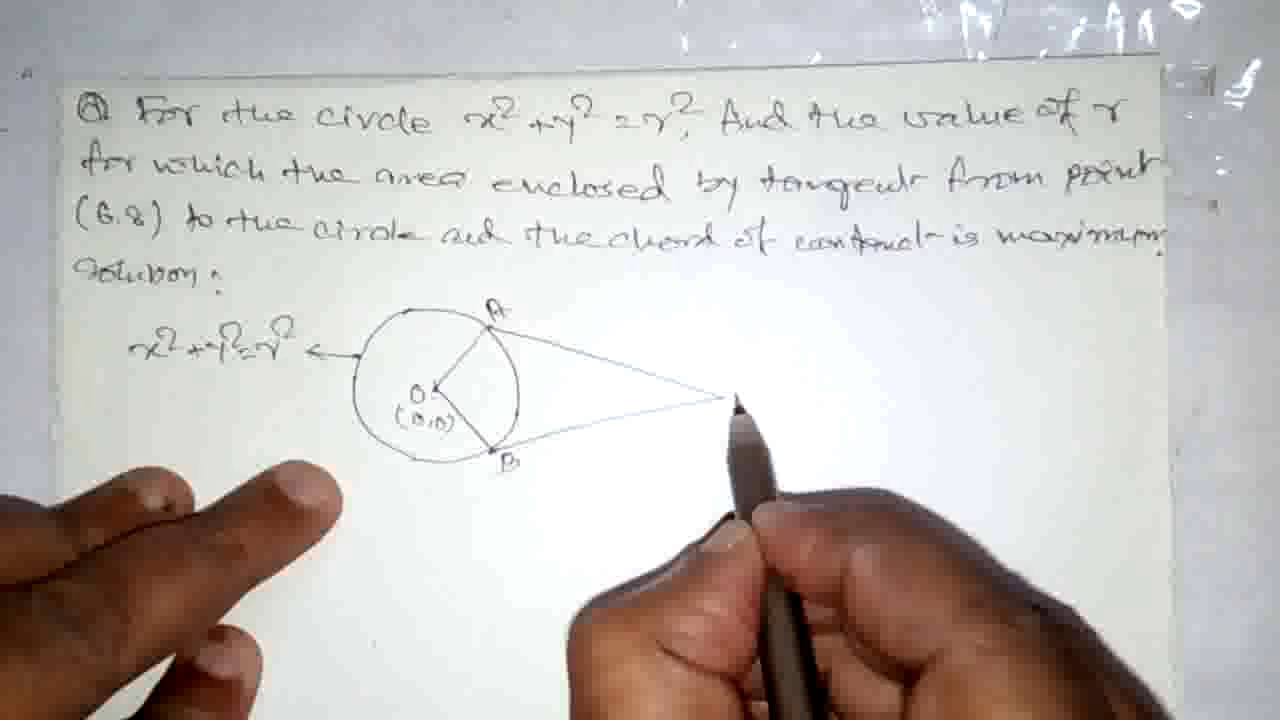 Q For the circle x² + y² = r², find the value of r
for which the area enclosed by tangents from point
(6.8) to the circle and the chord of contact is maximum.
Solution:
x² + y² = r²
A
O
(0,0)
B